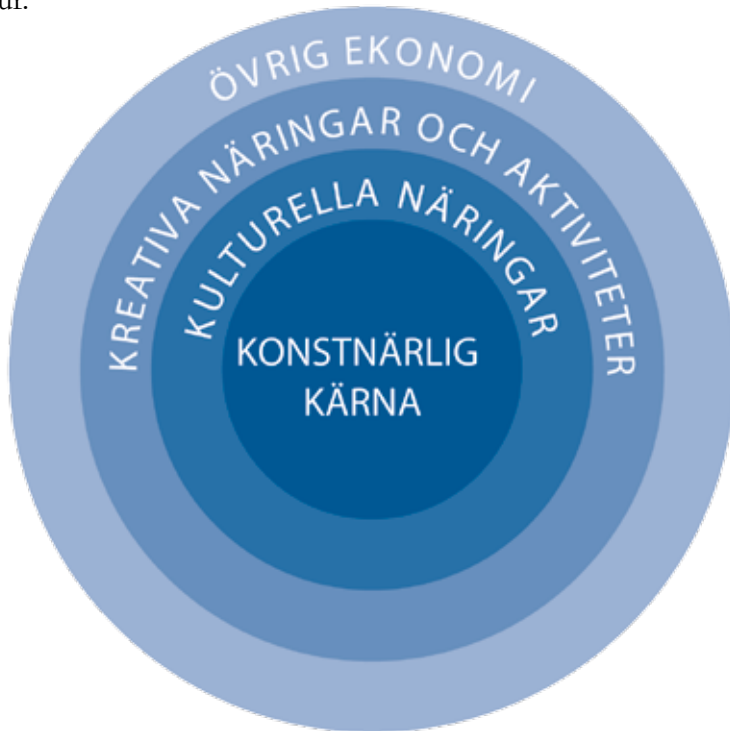 ÖVRIG EKONOMI
KREATIVA NÄRINGAR OCH AKTIVITETER
KULTURELLA NÄRINGAR
KONSTNÄRLIG
KÄRNA